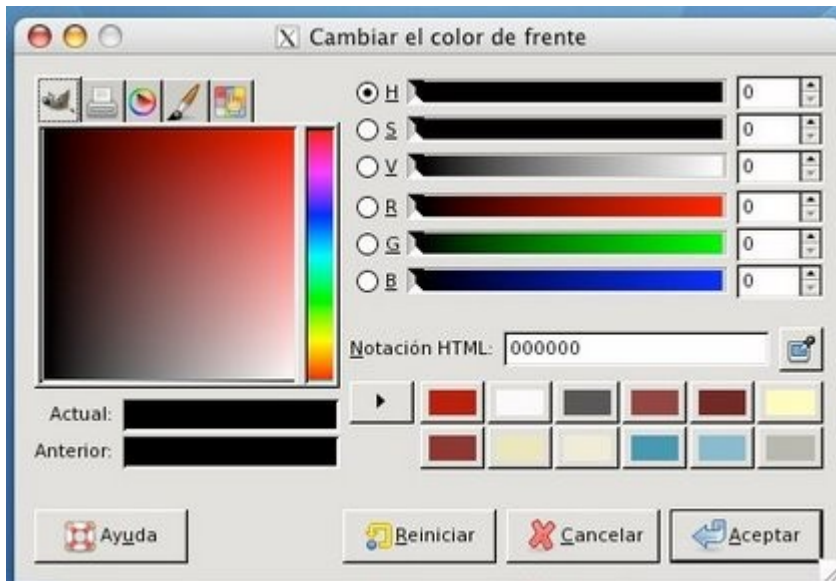 Cambiar el color de frente
H 0
S 0
V 0
R 0
G 0
B 0
Notación HTML: 000000
Actual:
Anterior:
Ayuda
Reiniciar
Cancelar
Aceptar